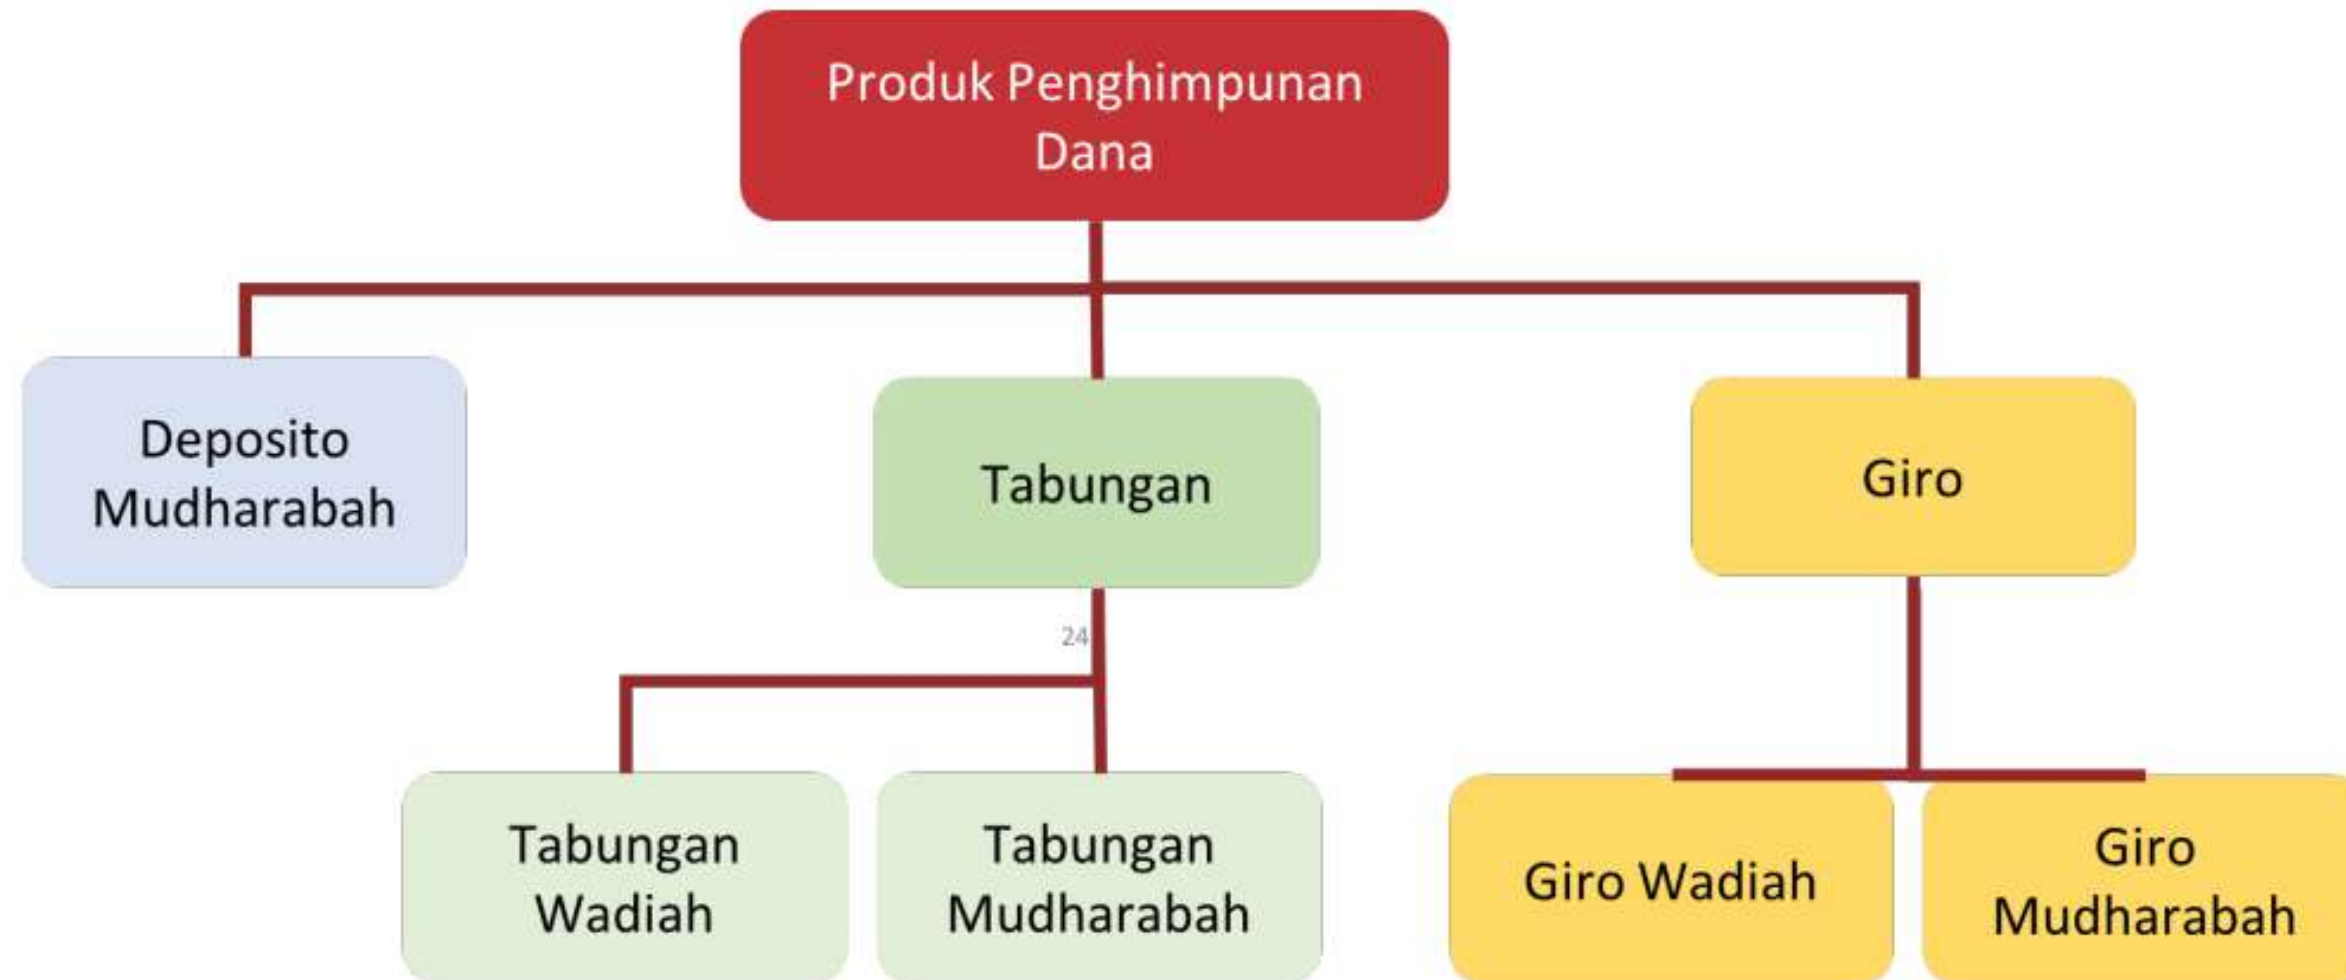 Produk Penghimpunan
Dana
Deposito
Mudharabah
Tabungan
Giro
24
Tabungan
Wadiah
Tabungan
Mudharabah
Giro Wadiah
Giro
Mudharabah